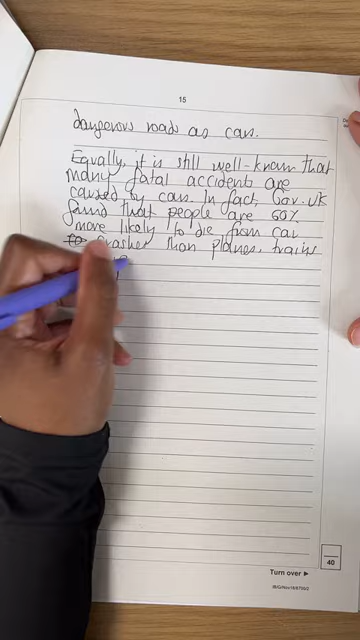 15
dangerous roads as cars.
Equally, it is still well-known that
many fatal accidents are
caused by cars. In fact, Gov.uk
found that people are 60%
more likely to die from car
to crashes than planes, trains
Turn over ►
40